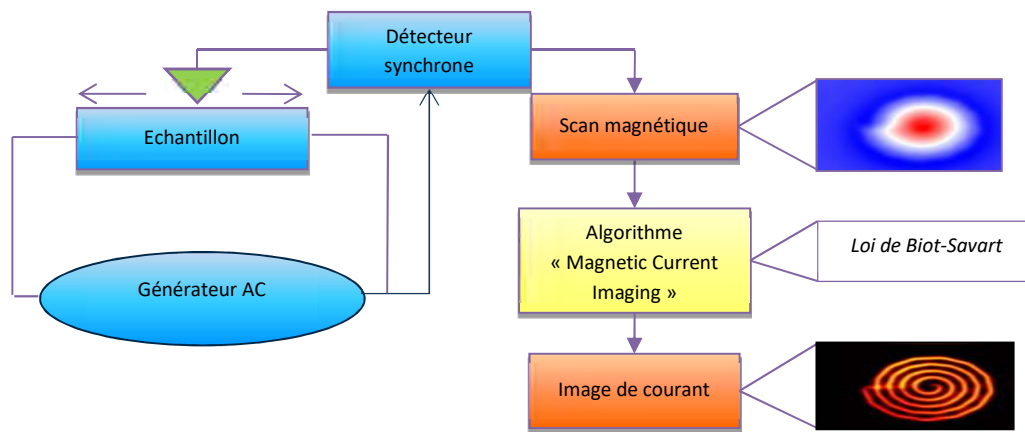 Détecteur
synchrone
Echantillon
Scan magnétique
Algorithme
« Magnetic Current
Imaging »
Loi de Biot-Savart
Générateur AC
Image de courant